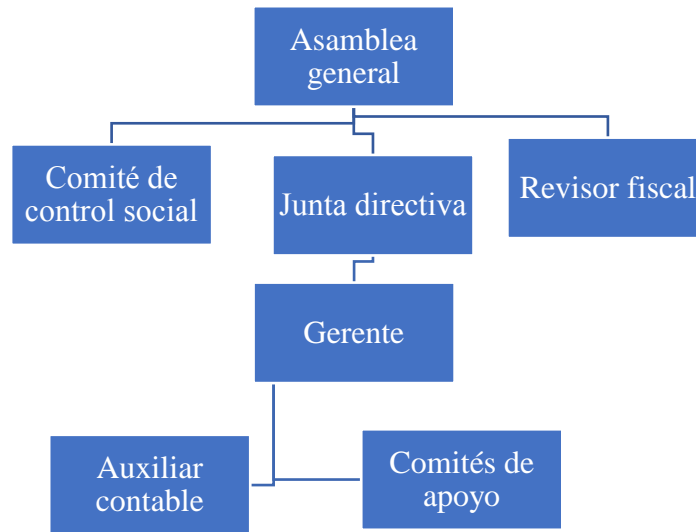 Asamblea
general
Comité de
control social
Junta directiva
Revisor fiscal
Gerente
Auxiliar
contable
Comités de
apoyo